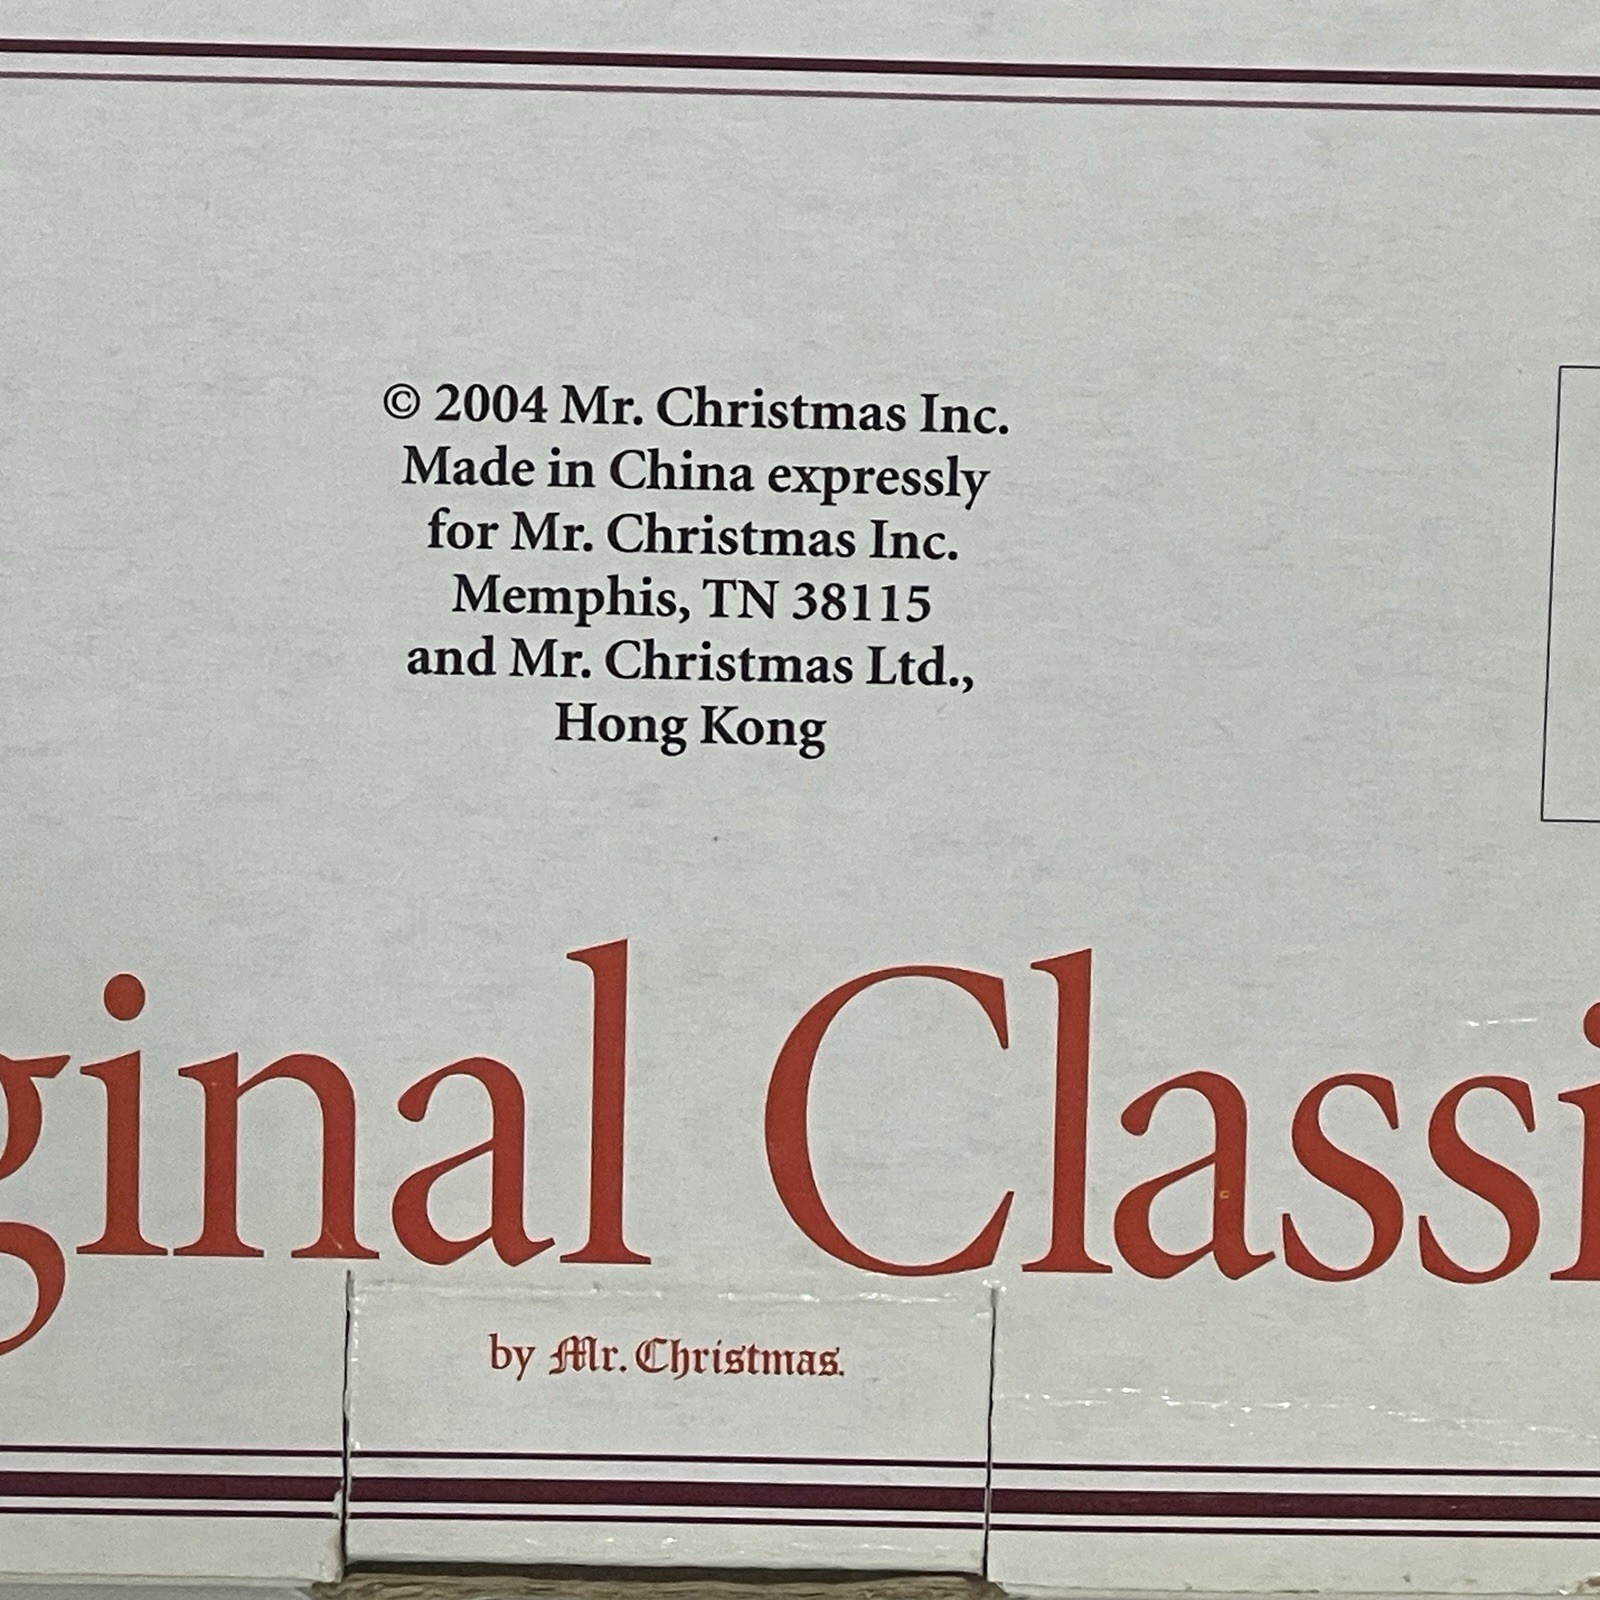 © 2004 Mr. Christmas Inc.
Made in China expressly
for Mr. Christmas Inc.
Memphis, TN 38115
and Mr. Christmas Ltd.,
Hong Kong
ginal Classi
by Mr. Christmas.